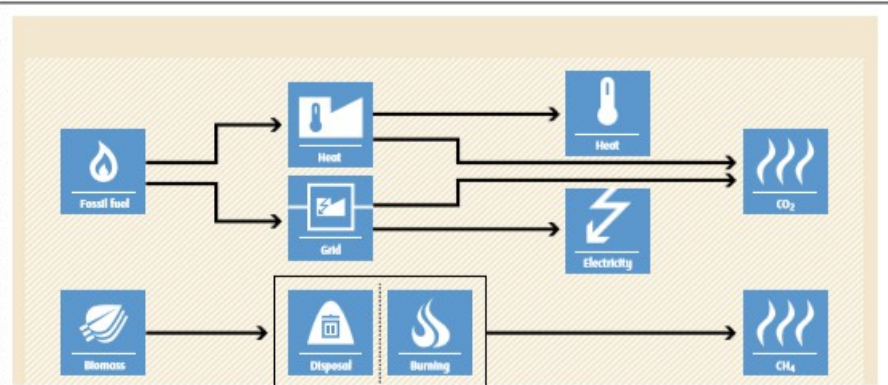 Heat
Heat
Fossil fuel
CO₂
Grid
Electricity
Biomass
Disposal
Burning
CH₄